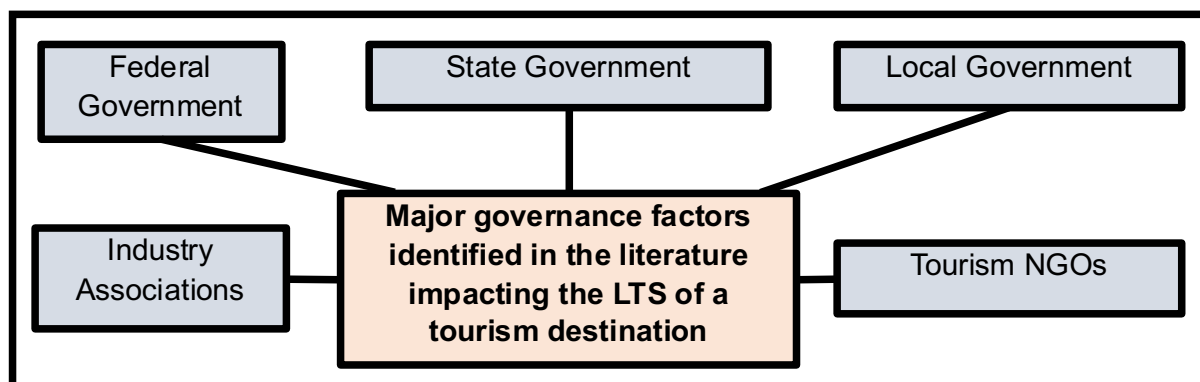 Federal
Government
State Government
Local Government
Industry
Associations
Major governance factors
identified in the literature
impacting the LTS of a
tourism destination
Tourism NGOs